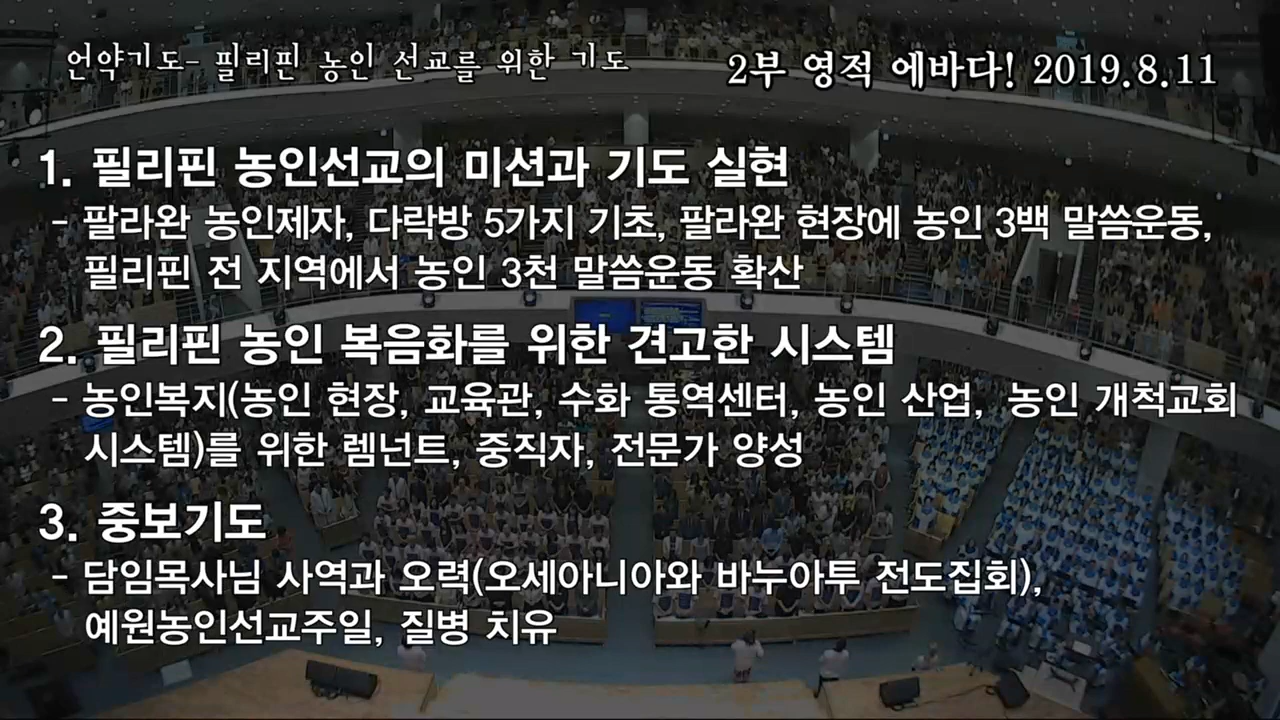 언약기도- 필리핀 농인 선교를 위한 기도
2부 영적 에바다! 2019.8.11
1. 필리핀 농인선교의 미션과 기도 실현
- 팔라완 농인제자, 다락방 5가지 기초, 팔라완 현장에 농인 3백 말씀운동,
필리핀 전 지역에서 농인 3천 말씀운동 확산
2. 필리핀 농인 복음화를 위한 견고한 시스템
- 농인복지(농인 현장, 교육관, 수화 통역센터, 농인 산업, 농인 개척교회
시스템)를 위한 렘넌트, 중직자, 전문가 양성
3. 중보기도
- 담임목사님 사역과 오력(오세아니아와 바누아투 전도집회),
예원농인선교주일, 질병 치유